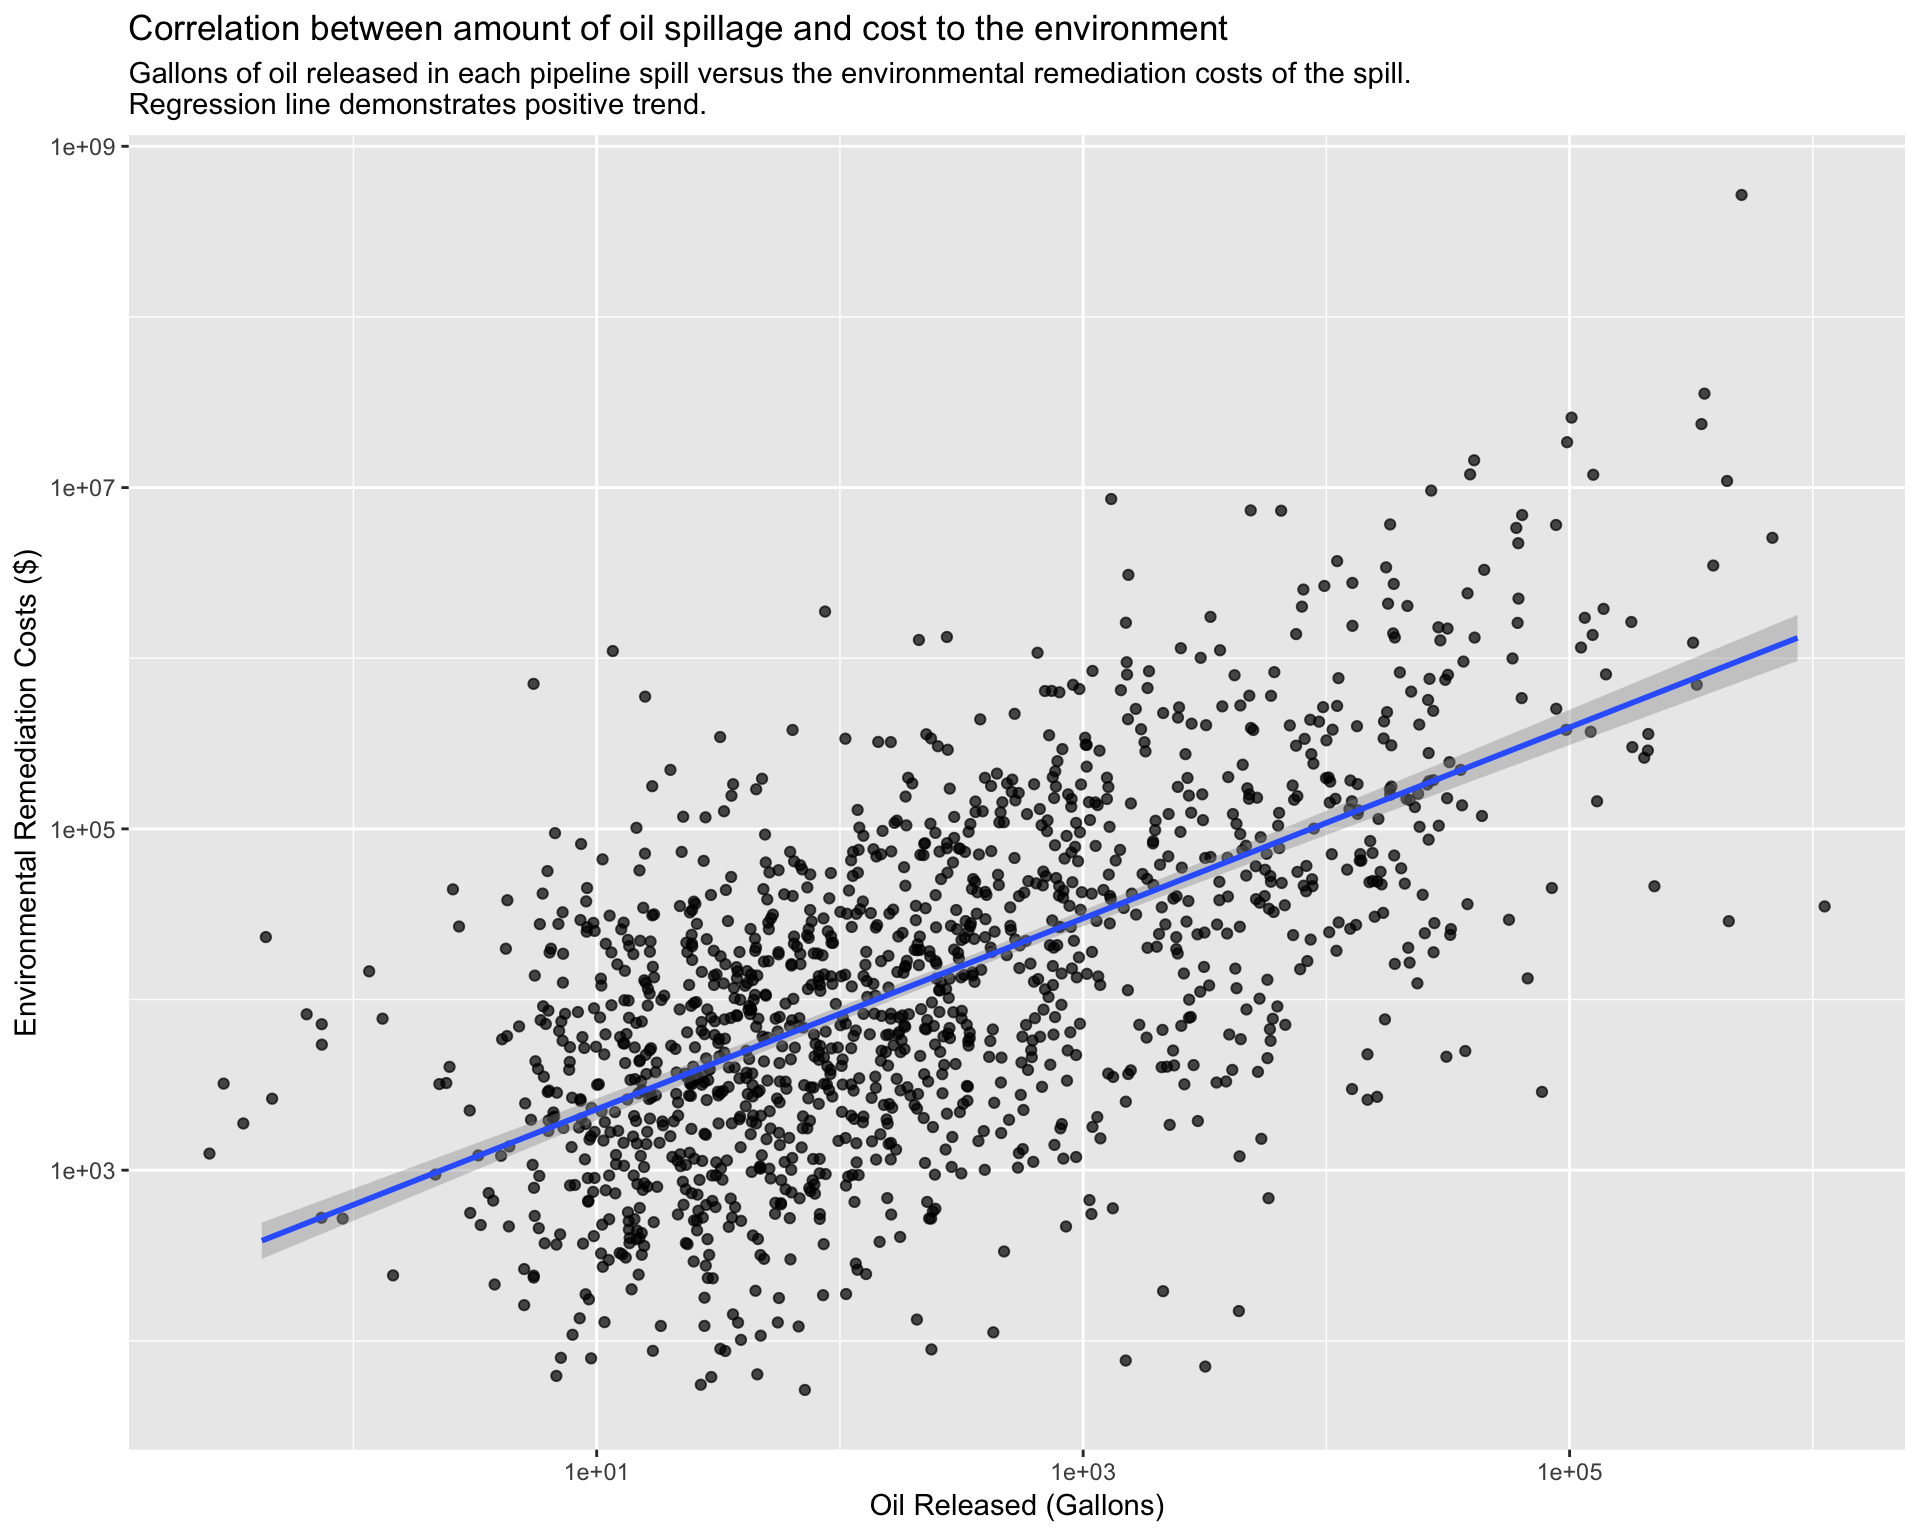 Correlation between amount of oil spillage and cost to the environment
Gallons of oil released in each pipeline spill versus the environmental remediation costs of the spill.
Regression line demonstrates positive trend.
1e+09
1e+07
1e+05
1e+03
Environmental Remediation Costs ($)
1e+01
1e+03
1e+05
Oil Released (Gallons)